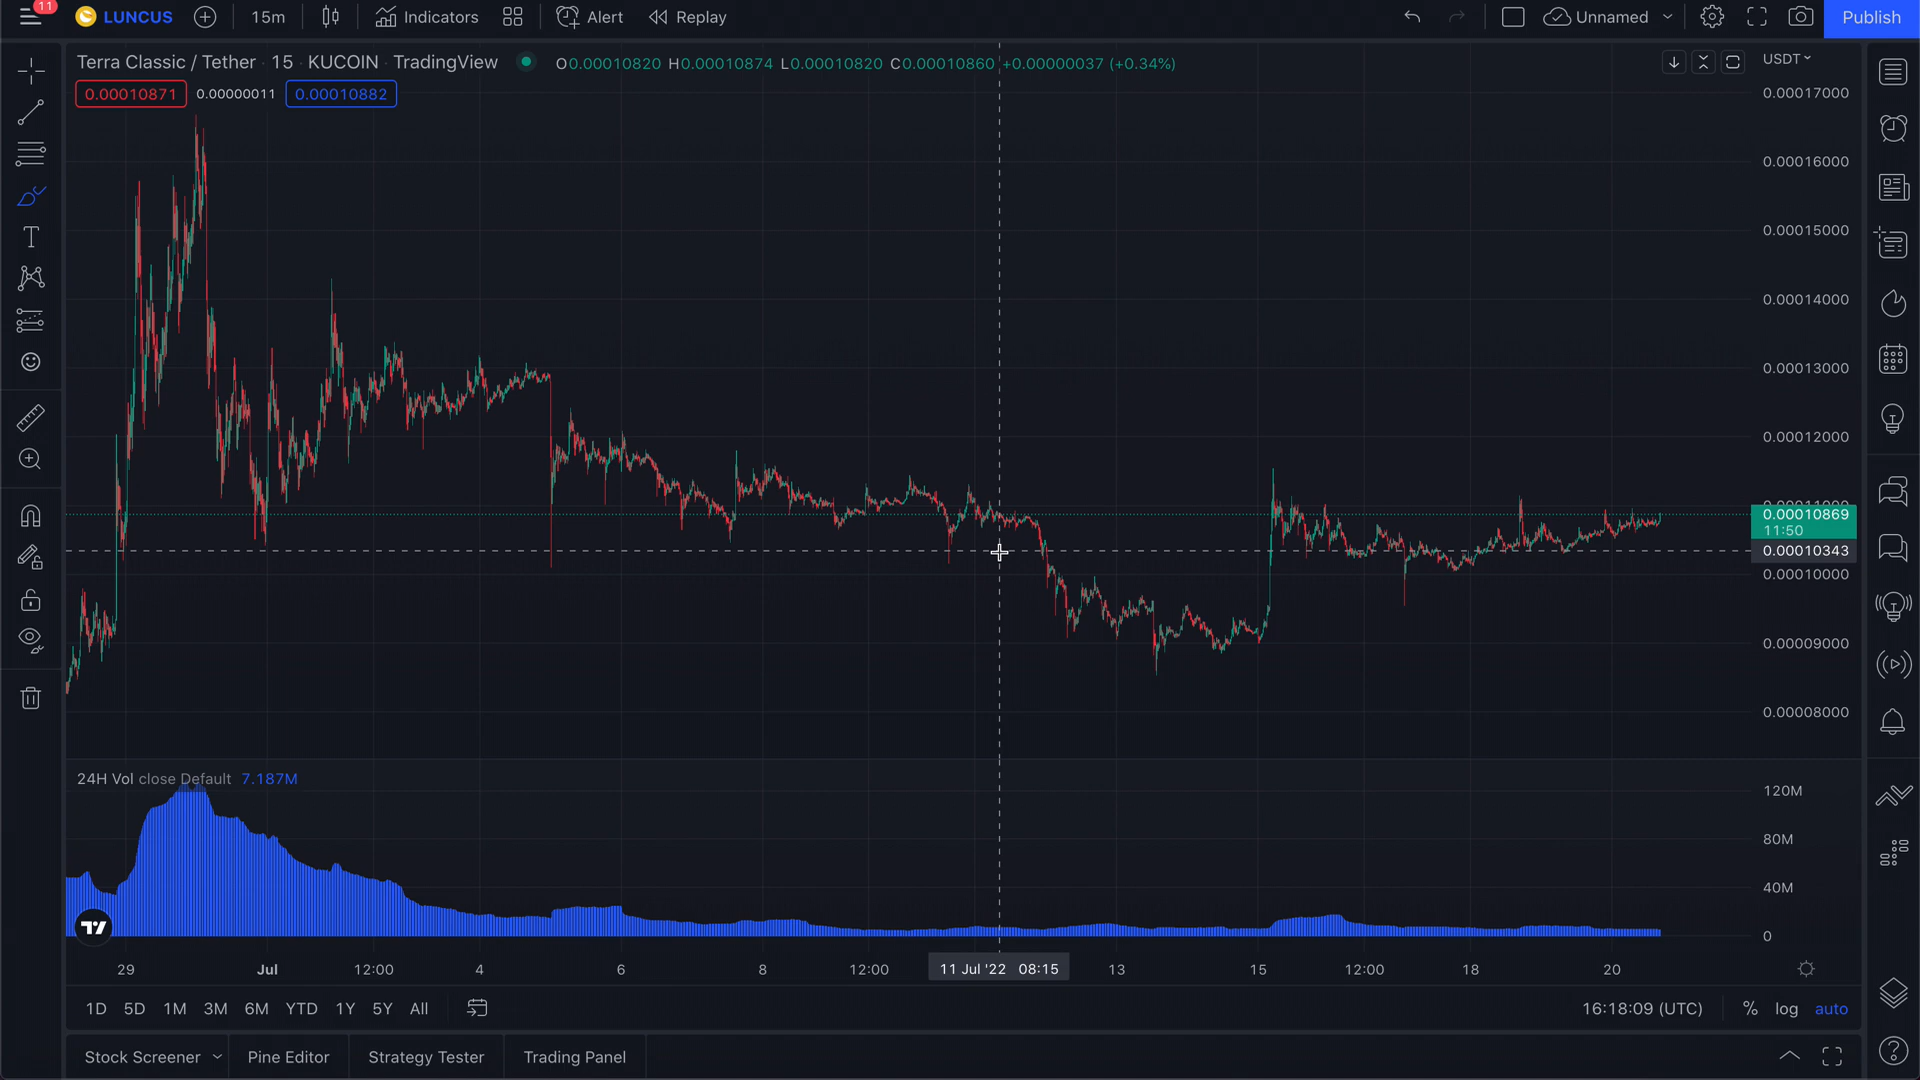 11
LUNCUS 15m Indicators Alert Replay Unnamed Publish
Terra Classic / Tether · 15 · KUCOIN · TradingView O0.00010820 H0.00010874 L0.00010820 C0.00010860 +0.00000037 (+0.34%) USDT
0.00010871 0.00000011 0.00010882
0.00017000
0.00016000
0.00015000
0.00014000
0.00013000
0.00012000
0.00011000
0.00010869
11:50
0.00010343
0.00010000
0.00009000
0.00008000
24H Vol close Default 7.187M
120M
80M
40M
0
29 Jul 12:00 4 6 8 12:00 11 Jul '22 08:15 13 15 12:00 18 20
1D 5D 1M 3M 6M YTD 1Y 5Y All 16:18:09 (UTC) % log auto
Stock Screener Pine Editor Strategy Tester Trading Panel